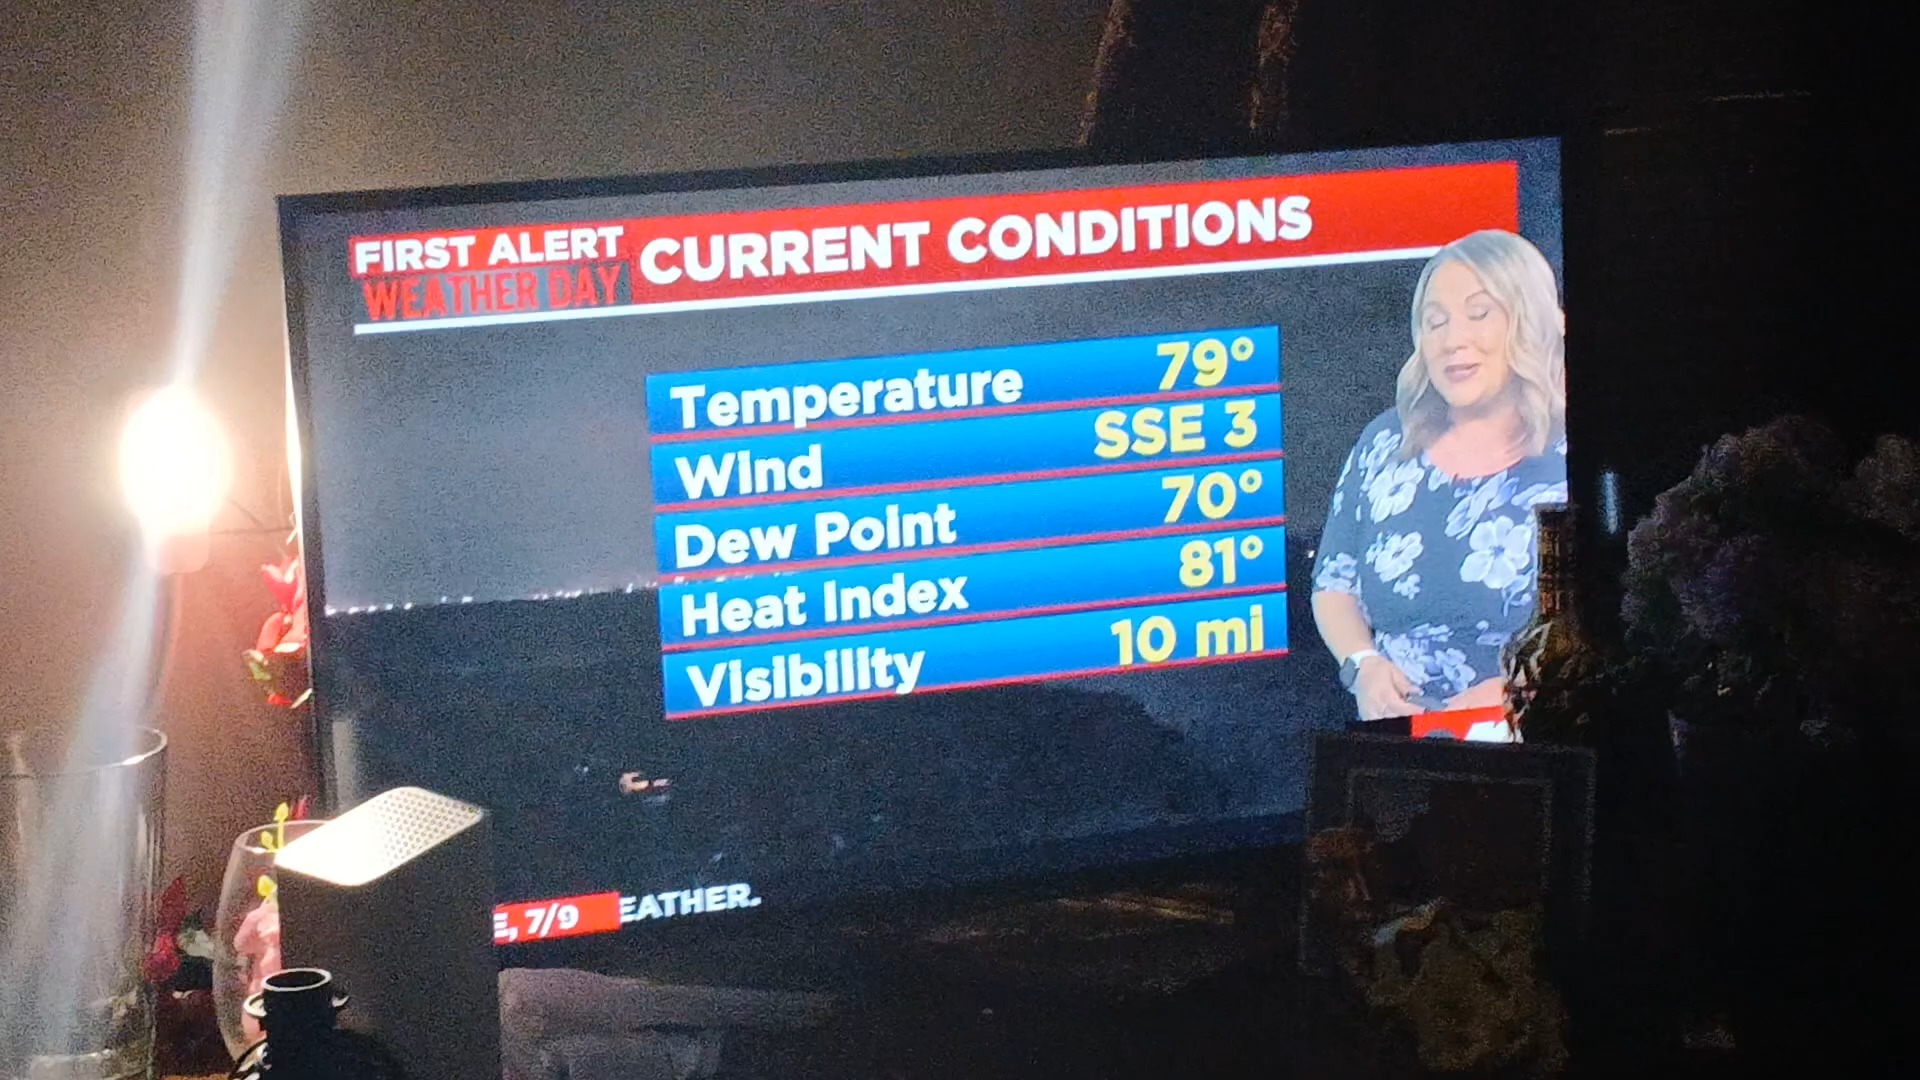 FIRST ALERT
WEATHER DAY
CURRENT CONDITIONS
Temperature 79°
Wind SSE 3
Dew Point 70°
Heat Index 81°
Visibility 10 mi
7/9